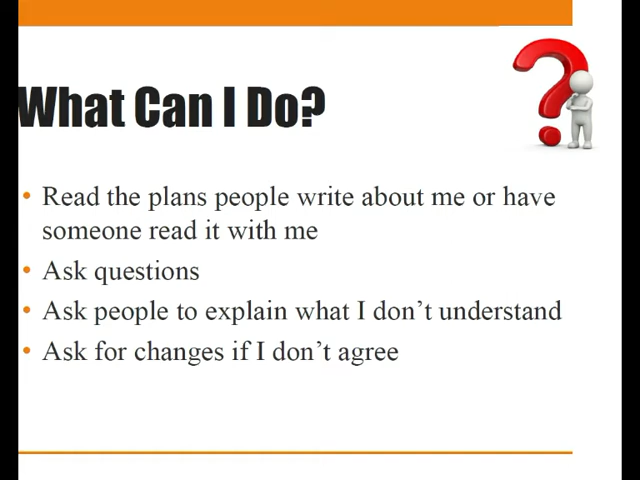 What Can I Do?
• Read the plans people write about me or have
someone read it with me
• Ask questions
• Ask people to explain what I don’t understand
• Ask for changes if I don’t agree